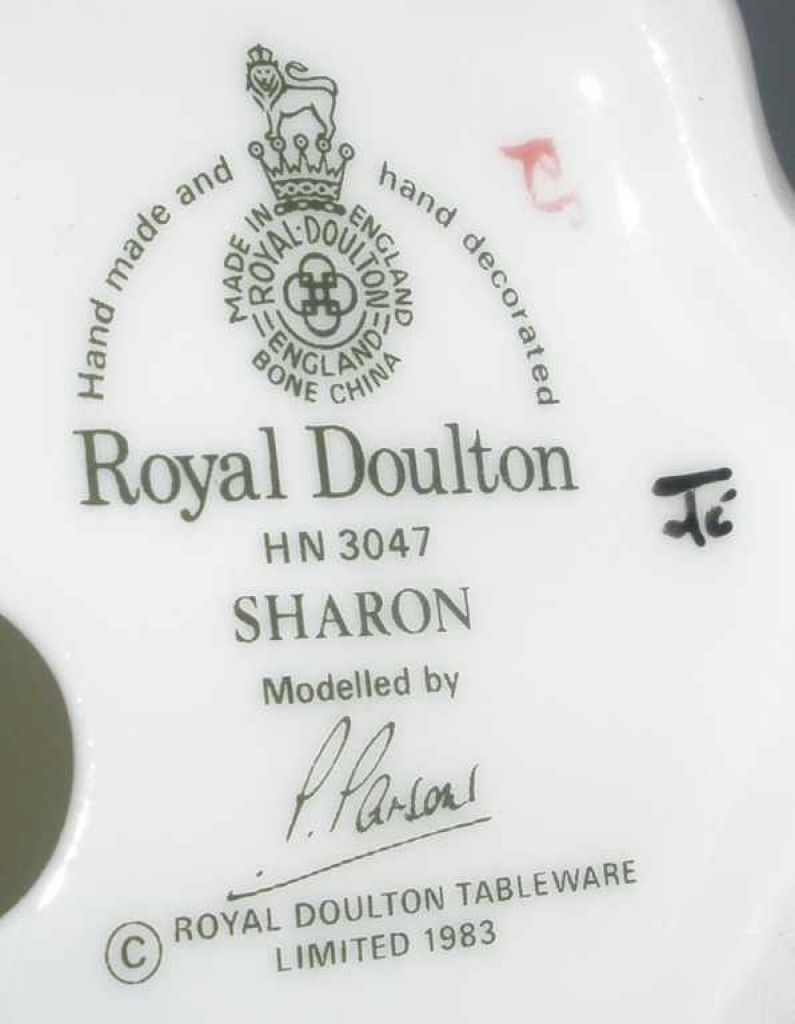 Hand made and hand decorated
MADE IN ENGLAND
ROYAL·DOULTON
ENGLAND
BONE CHINA
Royal Doulton
HN 3047
SHARON
Modelled by
P. Parsons
© ROYAL DOULTON TABLEWARE
LIMITED 1983